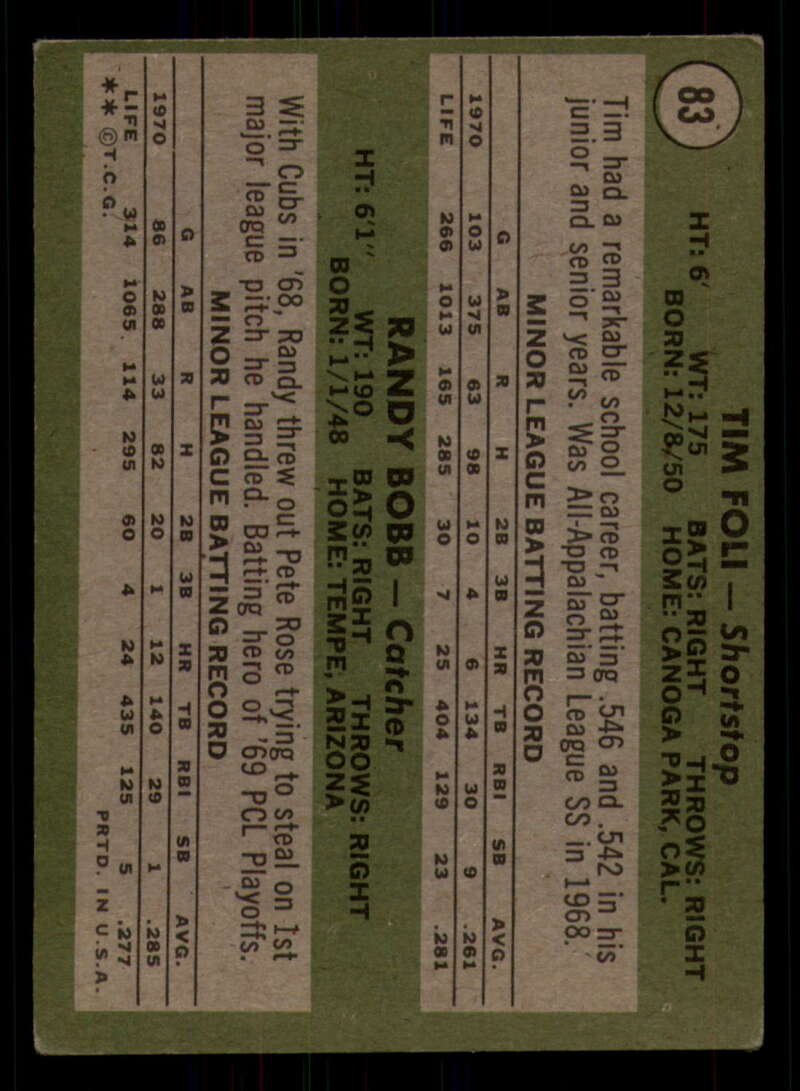 83
TIM FOLI — Shortstop
HT: 6' WT: 175 BATS: RIGHT THROWS: RIGHT
BORN: 12/8/50 HOME: CANOGA PARK, CAL.
Tim had a remarkable school career, batting .546 and .542 in his
junior and senior years. Was All-Appalachian League SS in 1968.
MINOR LEAGUE BATTING RECORD
G AB R H 2B 3B HR TB RBI SB AVG.
1970 103 375 63 98 10 4 6 134 30 9 .261
LIFE 266 1013 165 285 30 7 25 404 129 23 .281
RANDY BOBB — Catcher
HT: 6'1" WT: 190 BATS: RIGHT THROWS: RIGHT
BORN: 1/1/48 HOME: TEMPE, ARIZONA
With Cubs in '68, Randy threw out Pete Rose trying to steal on 1st
major league pitch he handled. Batting hero of '69 PCL Playoffs.
MINOR LEAGUE BATTING RECORD
G AB R H 2B 3B HR TB RBI SB AVG.
1970 86 288 33 82 20 1 12 140 29 1 .285
LIFE 314 1065 114 295 60 4 24 435 125 5 .277
** ©T.C.G. PRTD. IN U.S.A.